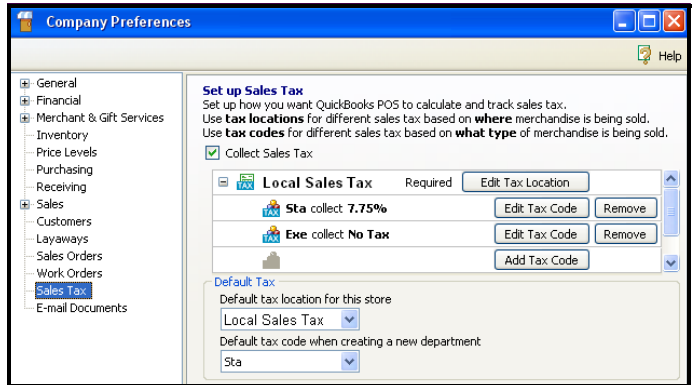 Company Preferences
Help
General
Financial
Merchant & Gift Services
Inventory
Price Levels
Purchasing
Receiving
Sales
Customers
Layaways
Sales Orders
Work Orders
Sales Tax
E-mail Documents
Set up Sales Tax
Set up how you want QuickBooks POS to calculate and track sales tax.
Use tax locations for different sales tax based on where merchandise is being sold.
Use tax codes for different sales tax based on what type of merchandise is being sold.
Collect Sales Tax
TAX Local Sales Tax Required Edit Tax Location
TAX Sta collect 7.75% Edit Tax Code Remove
TAX Exe collect No Tax Edit Tax Code Remove
Add Tax Code
Default Tax
Default tax location for this store
Local Sales Tax
Default tax code when creating a new department
Sta